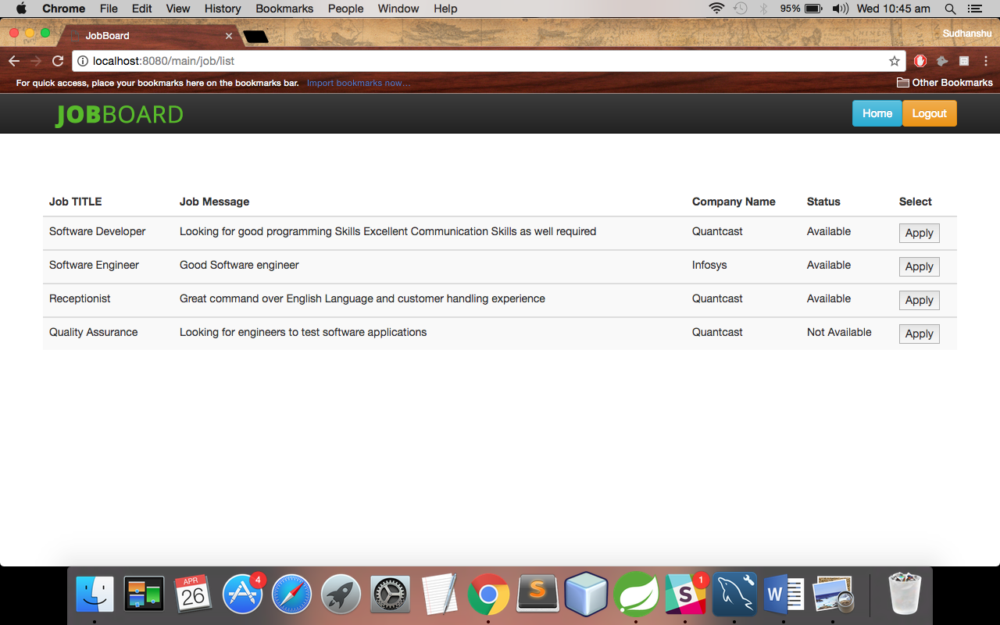 Chrome File Edit View History Bookmarks People Window Help 95% Wed 10:45 am
JobBoard Sudhanshu
localhost:8080/main/job/list
For quick access, place your bookmarks here on the bookmarks bar. Import bookmarks now... Other Bookmarks
JOBBOARD Home Logout
Job TITLE Job Message Company Name Status Select
Software Developer Looking for good programming Skills Excellent Communication Skills as well required Quantcast Available Apply
Software Engineer Good Software engineer Infosys Available Apply
Receptionist Great command over English Language and customer handling experience Quantcast Available Apply
Quality Assurance Looking for engineers to test software applications Quantcast Not Available Apply
APR 4 1
26 S S W